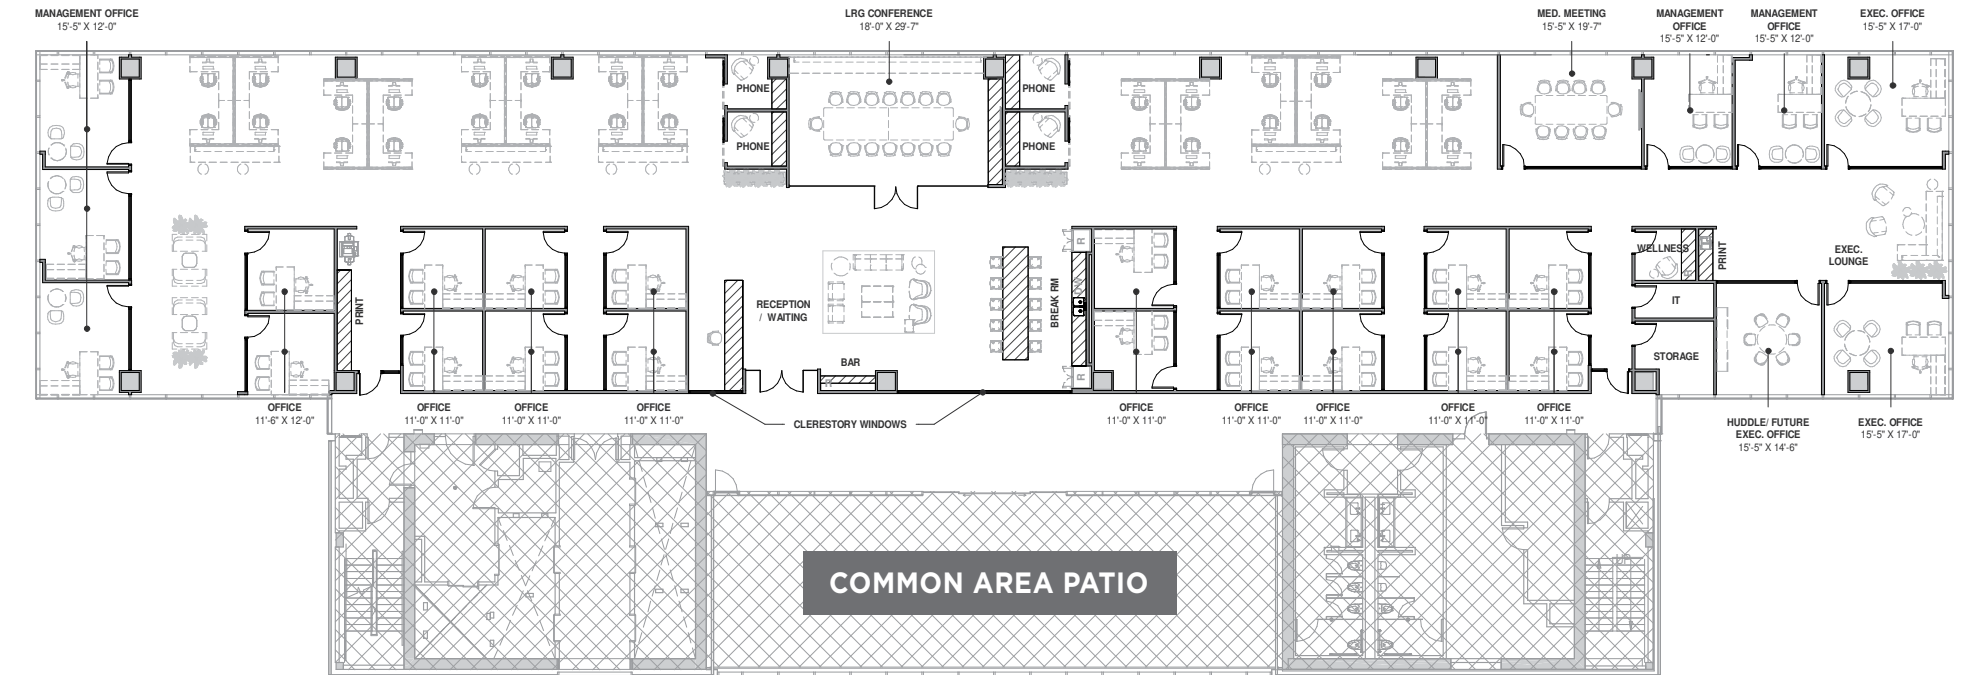 MANAGEMENT OFFICE
15'-5" X 12'-0"
LRG CONFERENCE
18'-0" X 29'-7"
MED. MEETING
15'-5" X 19'-7"
MANAGEMENT
OFFICE
15'-5" X 12'-0"
MANAGEMENT
OFFICE
15'-5" X 12'-0"
EXEC. OFFICE
15'-5" X 17'-0"
PHONE
PHONE
PHONE
PHONE
PRINT
RECEPTION
/ WAITING
BAR
BREAK RM
R
R
WELLNESS
PRINT
EXEC.
LOUNGE
IT
STORAGE
OFFICE
11'-6" X 12'-0"
OFFICE
11'-0" X 11'-0"
OFFICE
11'-0" X 11'-0"
OFFICE
11'-0" X 11'-0"
CLERESTORY WINDOWS
OFFICE
11'-0" X 11'-0"
OFFICE
11'-0" X 11'-0"
OFFICE
11'-0" X 11'-0"
OFFICE
11'-0" X 11'-0"
OFFICE
11'-0" X 11'-0"
HUDDLE/ FUTURE
EXEC. OFFICE
15'-5" X 14'-6"
EXEC. OFFICE
15'-5" X 17'-0"
COMMON AREA PATIO